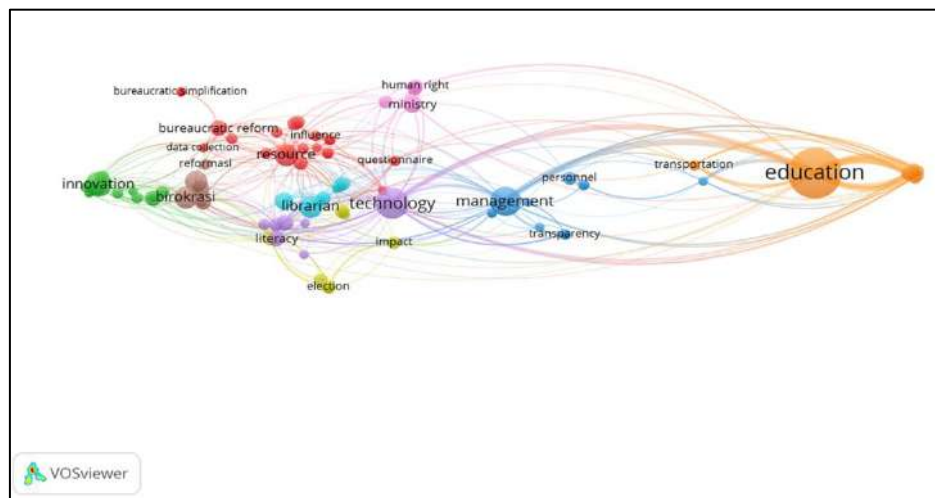 human right
bureaucratic simplification
ministry
bureaucratic reform
influence
data collection
resource
reformasi
questionnaire
transportation
education
innovation
birokrasi
personnel
librarian
technology
management
literacy
impact
transparency
election
VOSviewer